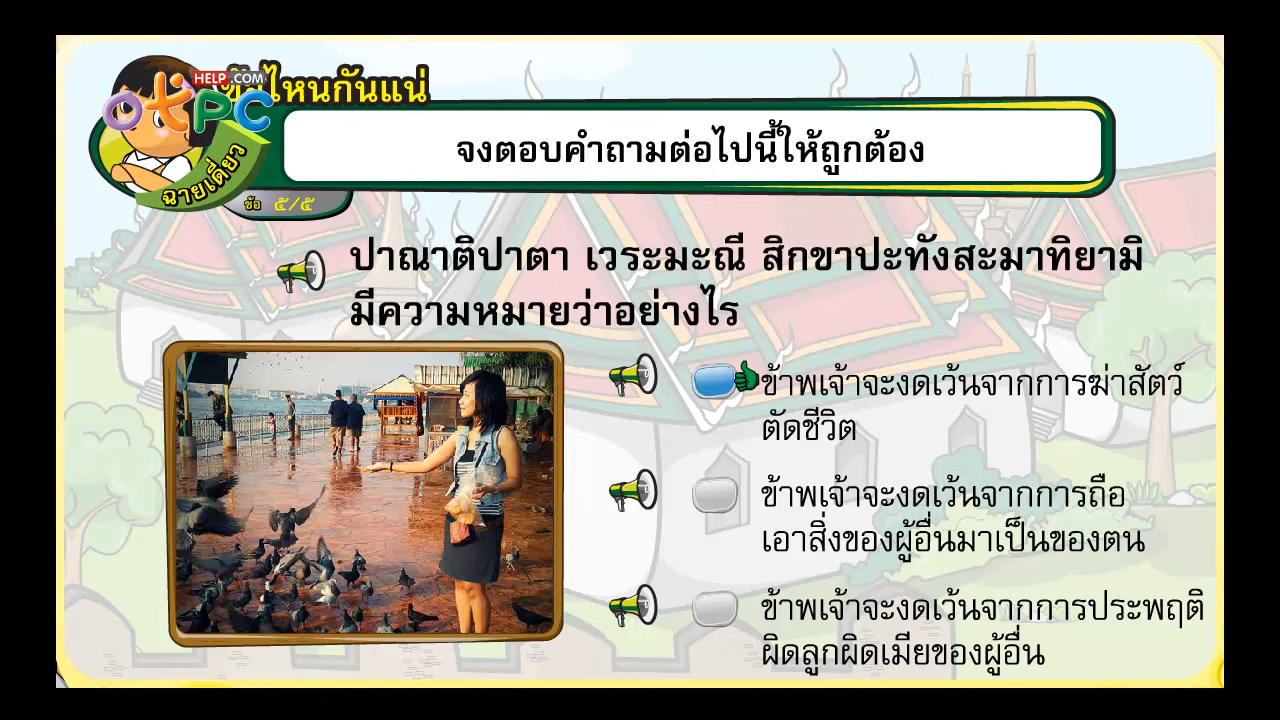 HELP.COM
OTPC
ไหนกันแน่
ฉายเดี่ยว
จงตอบคำถามต่อไปนี้ให้ถูกต้อง
ข้อ ๕/๕
ปาณาติปาตา เวระมะณี สิกขาปะทังสะมาทิยามิ
มีความหมายว่าอย่างไร
ข้าพเจ้าจะงดเว้นจากการฆ่าสัตว์
ตัดชีวิต
ข้าพเจ้าจะงดเว้นจากการถือ
เอาสิ่งของผู้อื่นมาเป็นของตน
ข้าพเจ้าจะงดเว้นจากการประพฤติ
ผิดลูกผิดเมียของผู้อื่น